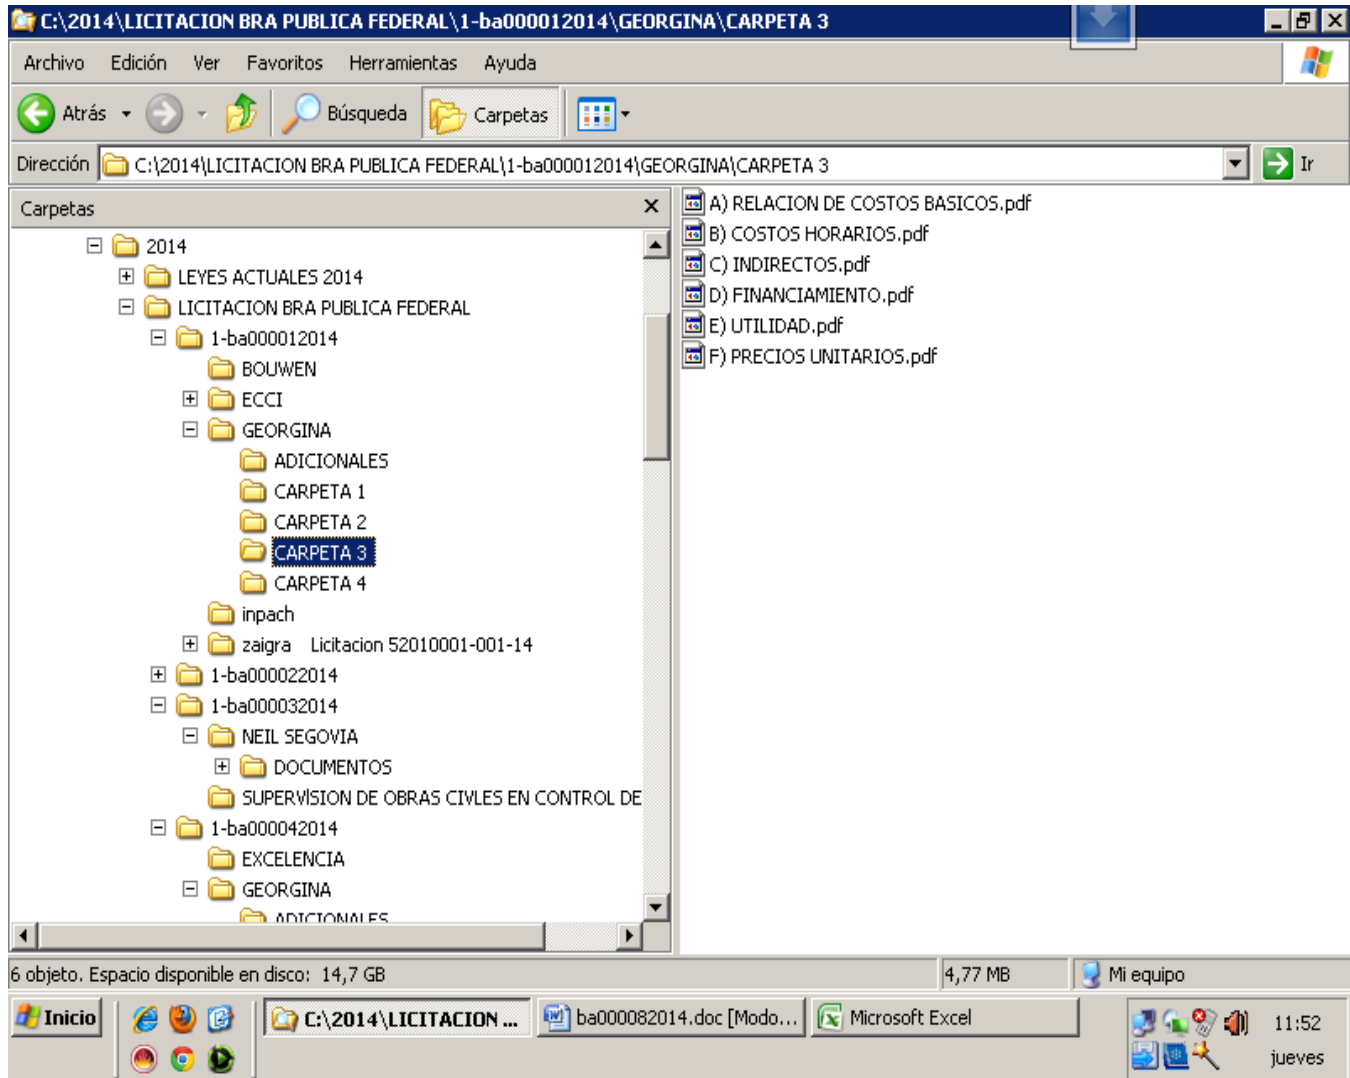 C:\2014\LICITACION BRA PUBLICA FEDERAL\1-ba000012014\GEORGINA\CARPETA 3
Archivo Edición Ver Favoritos Herramientas Ayuda
Atrás Búsqueda Carpetas
Dirección C:\2014\LICITACION BRA PUBLICA FEDERAL\1-ba000012014\GEORGINA\CARPETA 3 Ir
Carpetas
2014
LEYES ACTUALES 2014
LICITACION BRA PUBLICA FEDERAL
1-ba000012014
BOUWEN
ECCI
GEORGINA
ADICIONALES
CARPETA 1
CARPETA 2
CARPETA 3
CARPETA 4
inpach
zaigra Licitacion 52010001-001-14
1-ba000022014
1-ba000032014
NEIL SEGOVIA
DOCUMENTOS
SUPERVISION DE OBRAS CIVLES EN CONTROL DE
1-ba000042014
EXCELENCIA
GEORGINA
ADICIONALES
A) RELACION DE COSTOS BASICOS.pdf
B) COSTOS HORARIOS.pdf
C) INDIRECTOS.pdf
D) FINANCIAMIENTO.pdf
E) UTILIDAD.pdf
F) PRECIOS UNITARIOS.pdf
6 objeto. Espacio disponible en disco: 14,7 GB 4,77 MB Mi equipo
Inicio C:\2014\LICITACION ... ba000082014.doc [Modo... Microsoft Excel 11:52
jueves